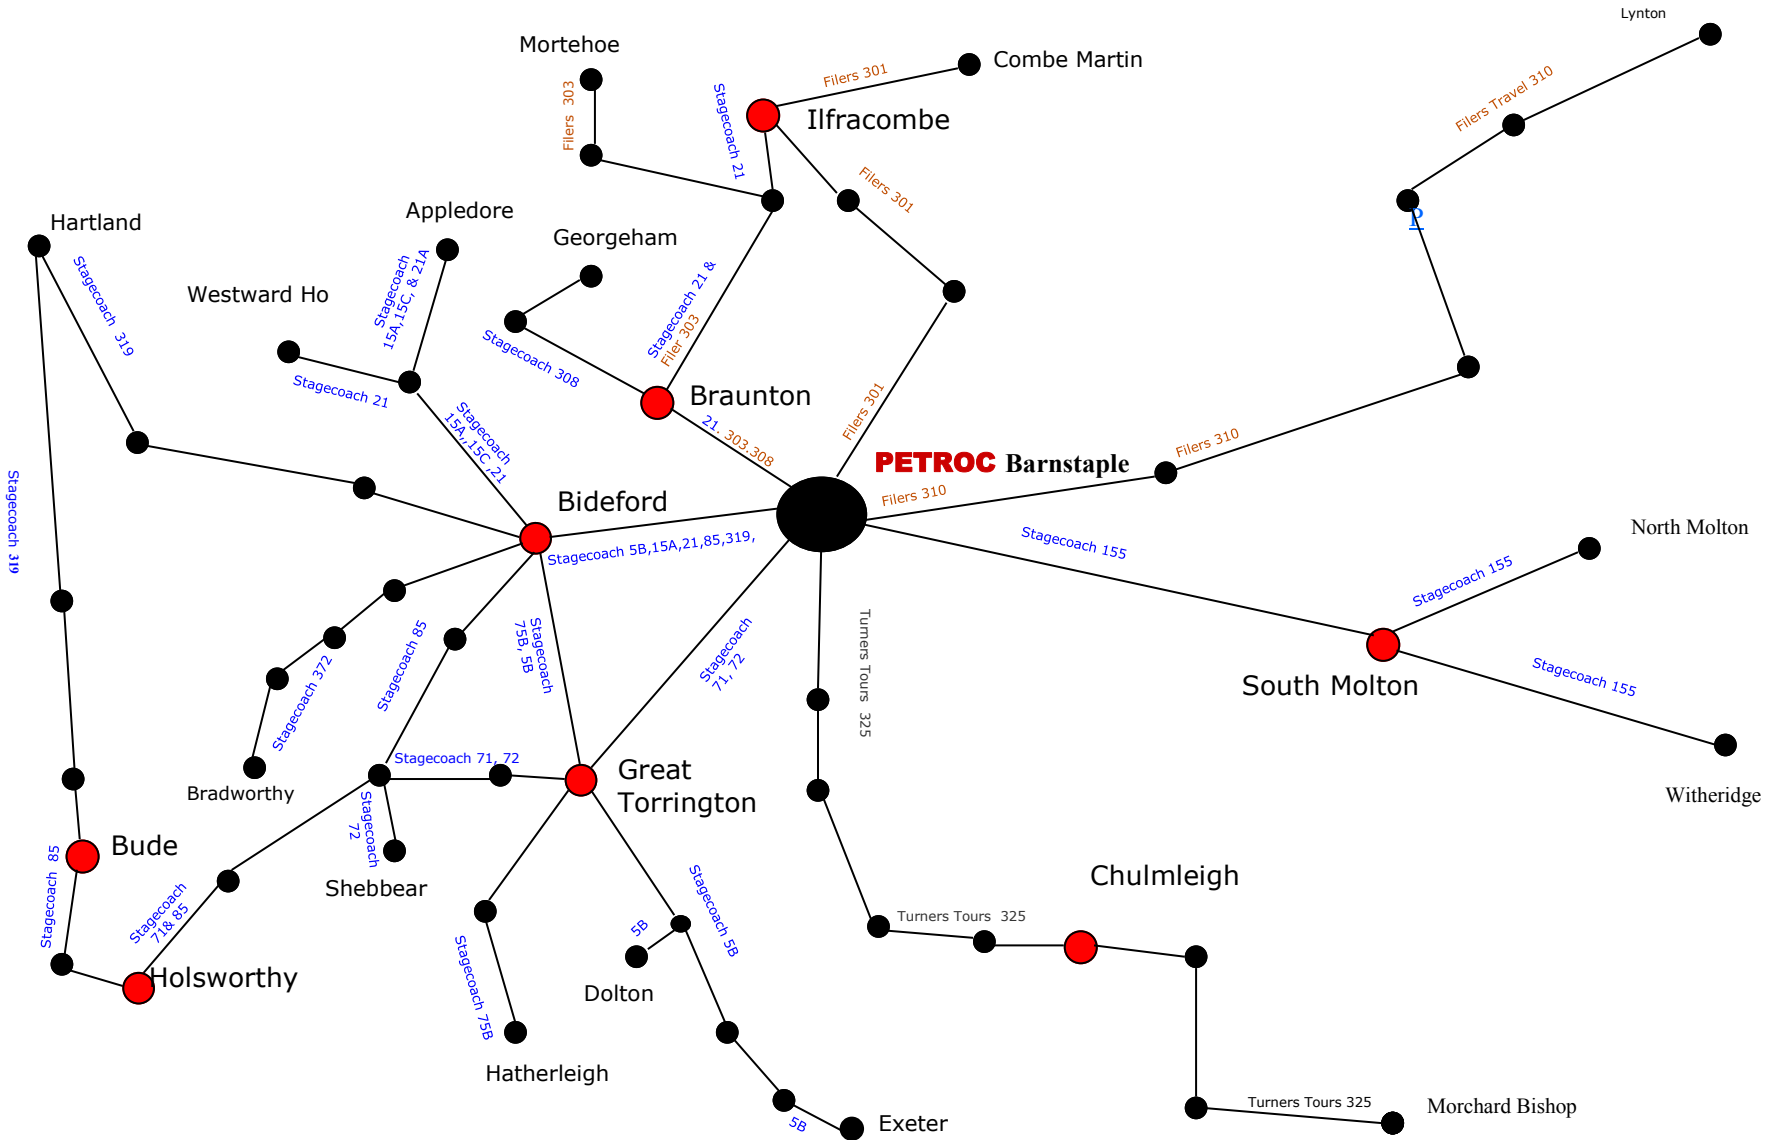 Lynton
Mortehoe
Combe Martin
Filers 301
Filers  303
Stagecoach 21
Ilfracombe
Filers Travel 310
Filers 301
P
Hartland
Appledore
Georgeham
Stagecoach  319
Stagecoach
15A,15C, & 21A
Westward Ho
Stagecoach 21 &
Filer 303
Stagecoach 308
Stagecoach 21
Braunton
21. 303.308
Filers 301
Stagecoach
15A,,15C ,21
PETROC Barnstaple
Filers 310
Filers 310
Stagecoach 319
Bideford
Stagecoach 5B,15A,21,85,319,
Stagecoach 155
North Molton
Stagecoach 155
Stagecoach 85
Stagecoach
75B, 5B
Stagecoach
71, 72
Turners Tours  325
Stagecoach 372
South Molton
Stagecoach 155
Stagecoach 71, 72
Great
Torrington
Bradworthy
Witheridge
Stagecoach
72
Bude
Stagecoach  85
Shebbear
Stagecoach
71& 85
Stagecoach 5B
Chulmleigh
5B
Turners Tours  325
Holsworthy
Stagecoach 75B
Dolton
Hatherleigh
5B
Exeter
Turners Tours 325
Morchard Bishop